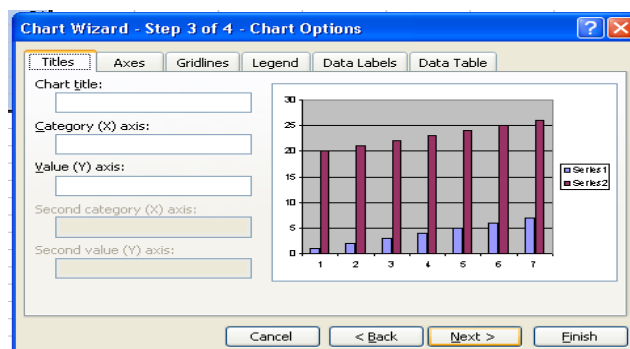 Chart Wizard - Step 3 of 4 - Chart Options
Titles Axes Gridlines Legend Data Labels Data Table
Chart title:
Category (X) axis:
Value (Y) axis:
Second category (X) axis:
Second value (Y) axis:
30
25
20
15
10
5
0
1 2 3 4 5 6 7
Series1
Series2
Cancel < Back Next > Finish